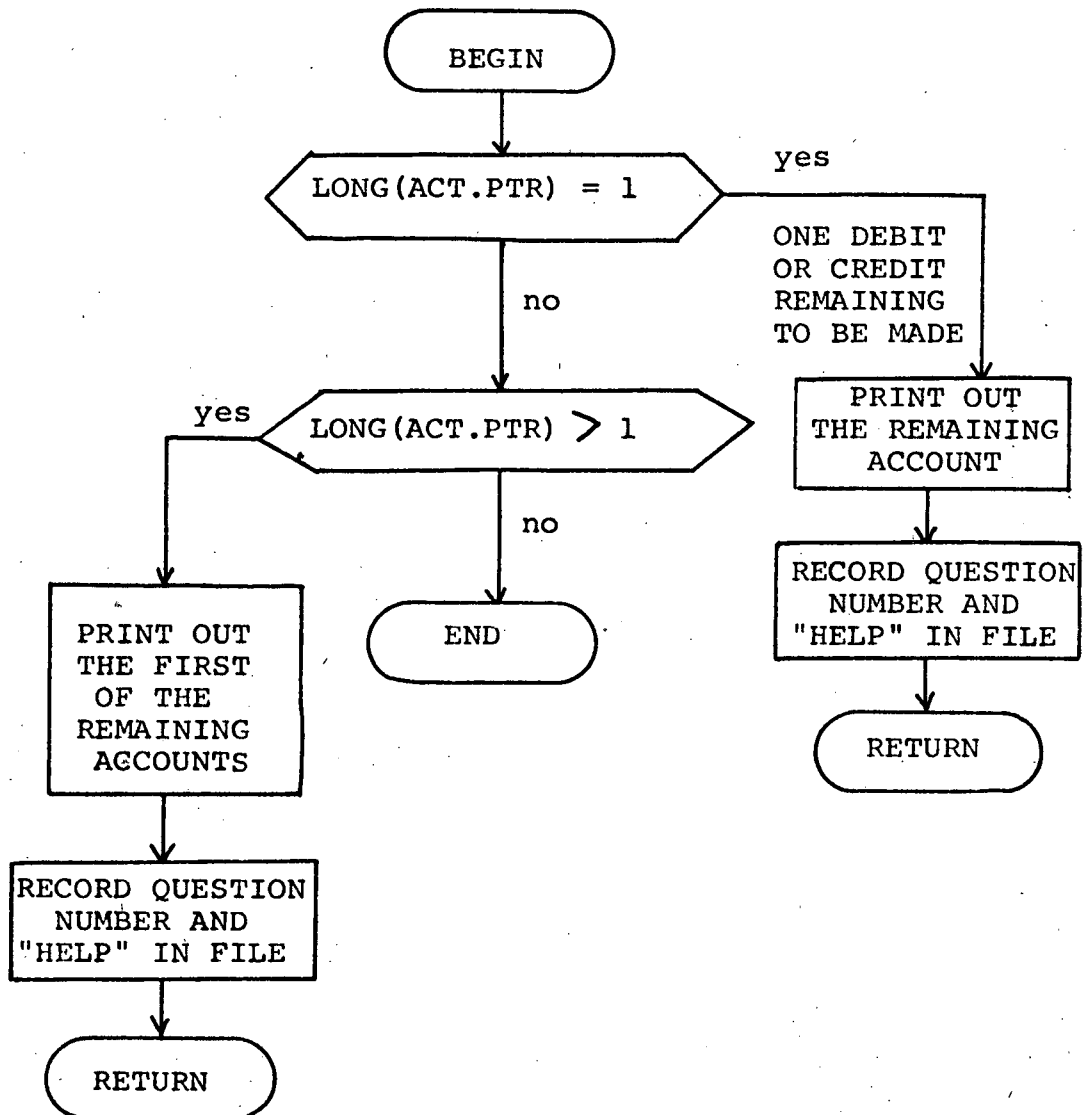 BEGIN
LONG(ACT.PTR) = 1
yes
ONE DEBIT
OR CREDIT
REMAINING
TO BE MADE
no
PRINT OUT
THE REMAINING
ACCOUNT
yes
LONG(ACT.PTR) > 1
no
RECORD QUESTION
NUMBER AND
"HELP" IN FILE
PRINT OUT
THE FIRST
OF THE
REMAINING
ACCOUNTS
END
RETURN
RECORD QUESTION
NUMBER AND
"HELP" IN FILE
RETURN